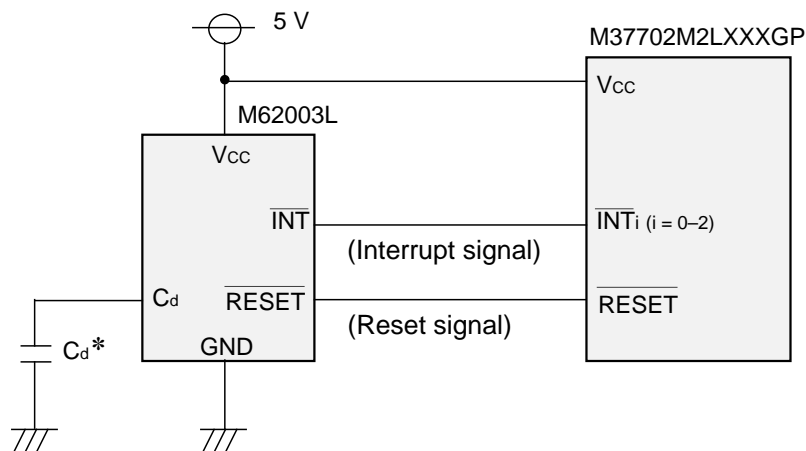 5 V
M37702M2LXXXGP
Vcc
M62003L
Vcc
INT
INTi (i = 0–2)
(Interrupt signal)
Cd
RESET
RESET
(Reset signal)
GND
Cd*